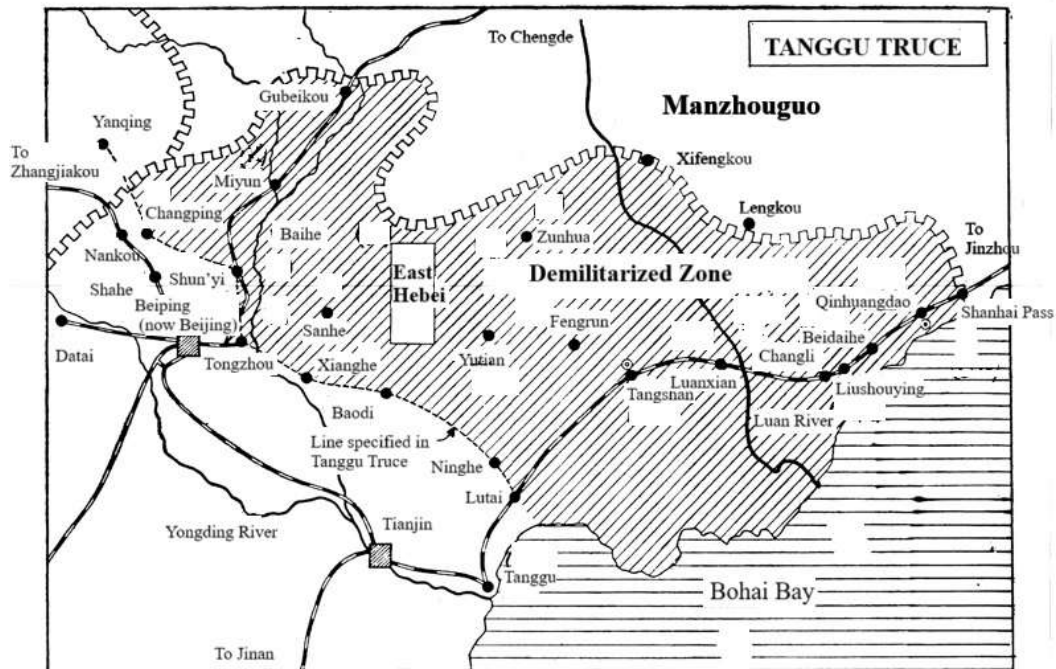 To Chengde
TANGGU TRUCE
Gubeikou
Manzhouguo
Yanqing
To
Zhangjiakou
Xifengkou
Miyun
Changping
Lengkou
Baihe
Zunhua
To
Jinzhou
Nankou
Shun'yi
East
Hebei
Demilitarized Zone
Shahe
Qinhuangdao
Shanhai Pass
Beiping
(now Beijing)
Sanhe
Fengrun
Beidaihe
Datai
Tongzhou
Xianghe
Yutian
Changli
Luanxian
Tangsnan
Liushouying
Baodi
Luan River
Line specified in
Tanggu Truce
Ninghe
Lutai
Yongding River
Tianjin
Tanggu
Bohai Bay
To Jinan